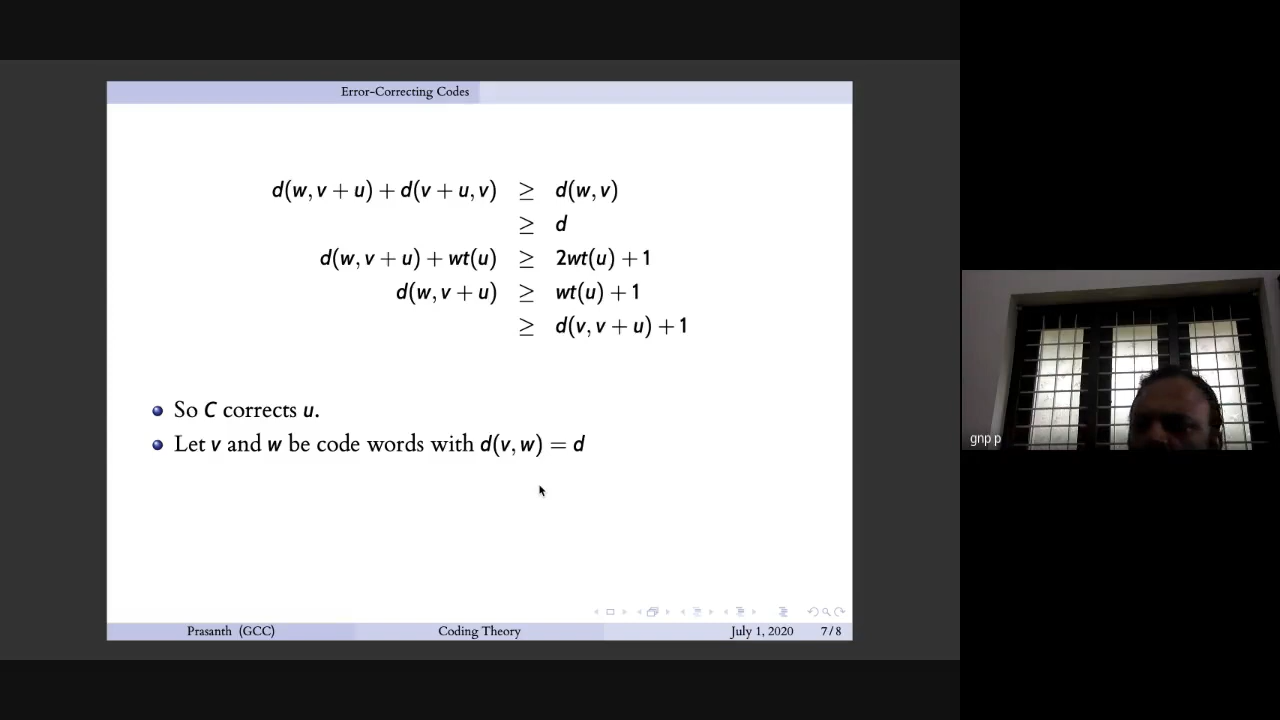 Error-Correcting Codes
d(w, v + u) + d(v + u, v) ≥ d(w, v)
≥ d
d(w, v + u) + wt(u) ≥ 2wt(u) + 1
d(w, v + u) ≥ wt(u) + 1
≥ d(v, v + u) + 1
So C corrects u.
Let v and w be code words with d(v, w) = d
gnp p
Prasanth (GCC) Coding Theory July 1, 2020 7 / 8